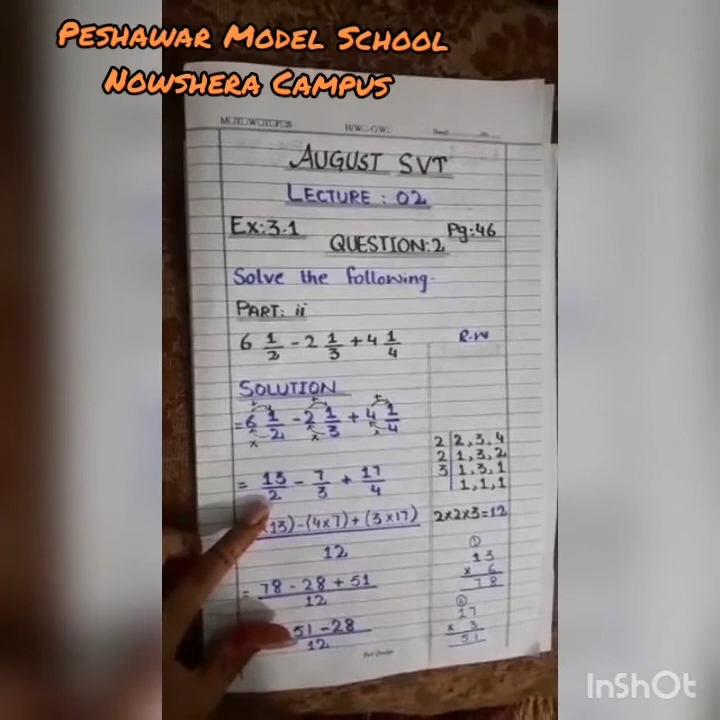 PESHAWAR MODEL SCHOOL
NOWSHERA CAMPUS
AUGUST SVT
LECTURE : 02
Ex:3.1
Pg:46
QUESTION:2
Solve the following.
PART: ii
6 1/2 - 2 1/3 + 4 1/4
R.W
SOLUTION
= 6 1/2 - 2 1/3 + 4 1/4
= 13/2 - 7/3 + 17/4
×13) - (4×7) + (3×17)
12
= 78 - 28 + 51
12
51 - 28
12
2 | 2, 3, 4
2 | 1, 3, 2
3 | 1, 3, 1
1, 1, 1
2×2×3=12
①
13
× 6
78
②
17
× 3
51
InShOt